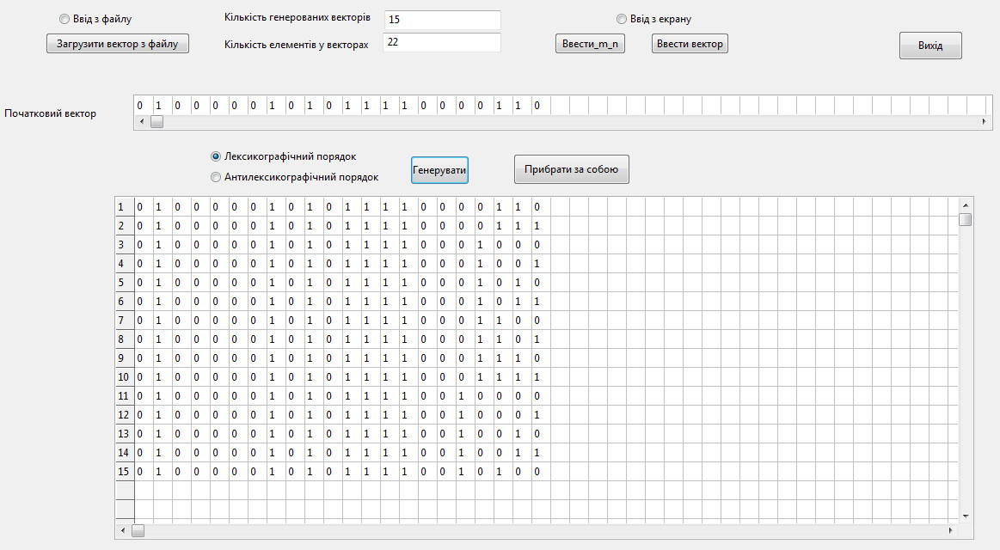 Ввід з файлу Кількість генерованих векторів 15 Ввід з екрану
Загрузити вектор з файлу Кількість елементів у векторах 22 Ввести_m_n Ввести вектор Вихід
Початковий вектор 0 1 0 0 0 0 0 1 0 1 0 1 1 1 1 0 0 0 0 1 1 0
Лексикографічний порядок
Антилексикографічний порядок
Генерувати Прибрати за собою
1 0 1 0 0 0 0 0 1 0 1 0 1 1 1 1 0 0 0 0 1 1 0
2 0 1 0 0 0 0 0 1 0 1 0 1 1 1 1 0 0 0 0 1 1 1
3 0 1 0 0 0 0 0 1 0 1 0 1 1 1 1 0 0 0 1 0 0 0
4 0 1 0 0 0 0 0 1 0 1 0 1 1 1 1 0 0 0 1 0 0 1
5 0 1 0 0 0 0 0 1 0 1 0 1 1 1 1 0 0 0 1 0 1 0
6 0 1 0 0 0 0 0 1 0 1 0 1 1 1 1 0 0 0 1 0 1 1
7 0 1 0 0 0 0 0 1 0 1 0 1 1 1 1 0 0 0 1 1 0 0
8 0 1 0 0 0 0 0 1 0 1 0 1 1 1 1 0 0 0 1 1 0 1
9 0 1 0 0 0 0 0 1 0 1 0 1 1 1 1 0 0 0 1 1 1 0
10 0 1 0 0 0 0 0 1 0 1 0 1 1 1 1 0 0 0 1 1 1 1
11 0 1 0 0 0 0 0 1 0 1 0 1 1 1 1 0 0 1 0 0 0 0
12 0 1 0 0 0 0 0 1 0 1 0 1 1 1 1 0 0 1 0 0 0 1
13 0 1 0 0 0 0 0 1 0 1 0 1 1 1 1 0 0 1 0 0 1 0
14 0 1 0 0 0 0 0 1 0 1 0 1 1 1 1 0 0 1 0 0 1 1
15 0 1 0 0 0 0 0 1 0 1 0 1 1 1 1 0 0 1 0 1 0 0